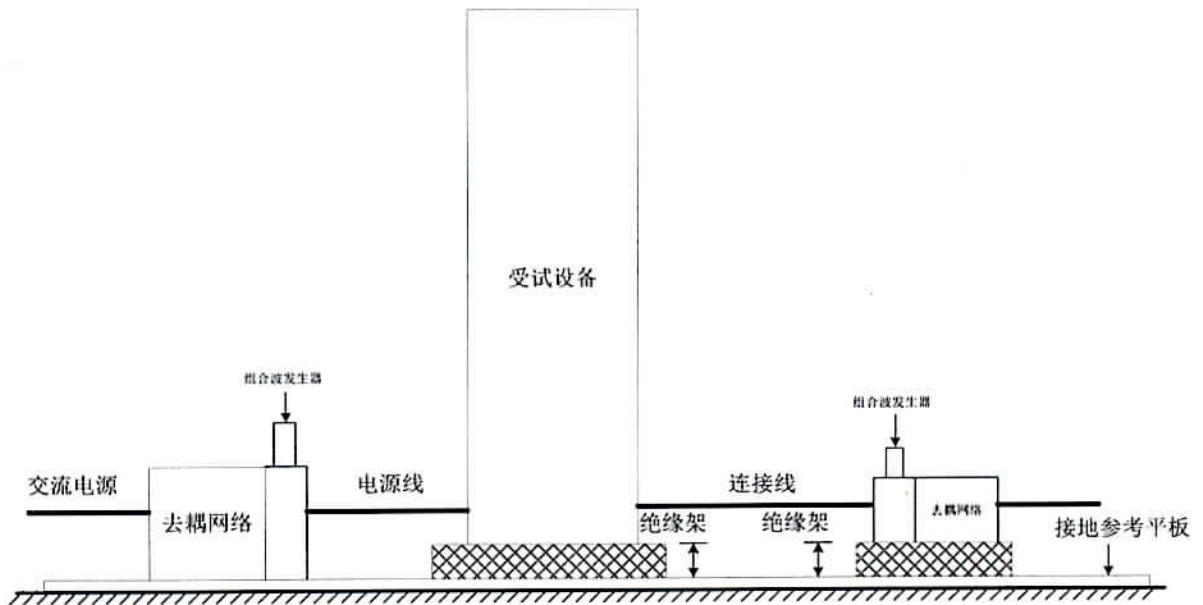 受试设备
组合波发生器
组合波发生器
交流电源
电源线
连接线
去耦网络
绝缘架
绝缘架
去耦网络
接地参考平板